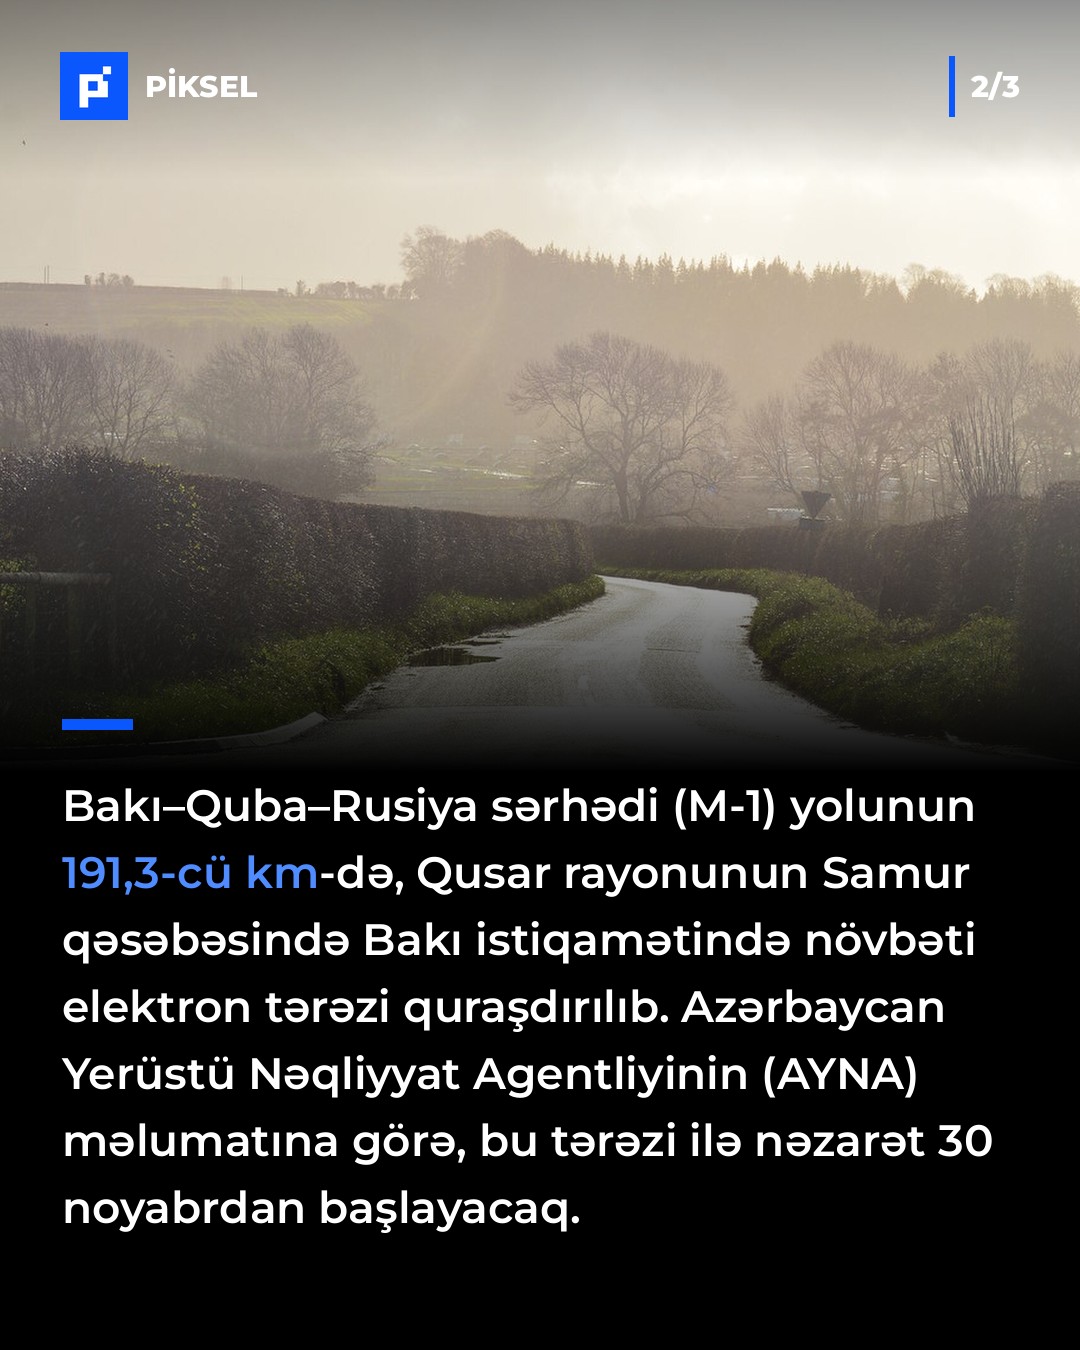 PİKSEL
2/3
Bakı–Quba–Rusiya sərhədi (M-1) yolunun
191,3-cü km-də, Qusar rayonunun Samur
qəsəbəsində Bakı istiqamətində növbəti
elektron tərəzi quraşdırılıb. Azərbaycan
Yerüstü Nəqliyyat Agentliyinin (AYNA)
məlumatına görə, bu tərəzi ilə nəzarət 30
noyabrdan başlayacaq.